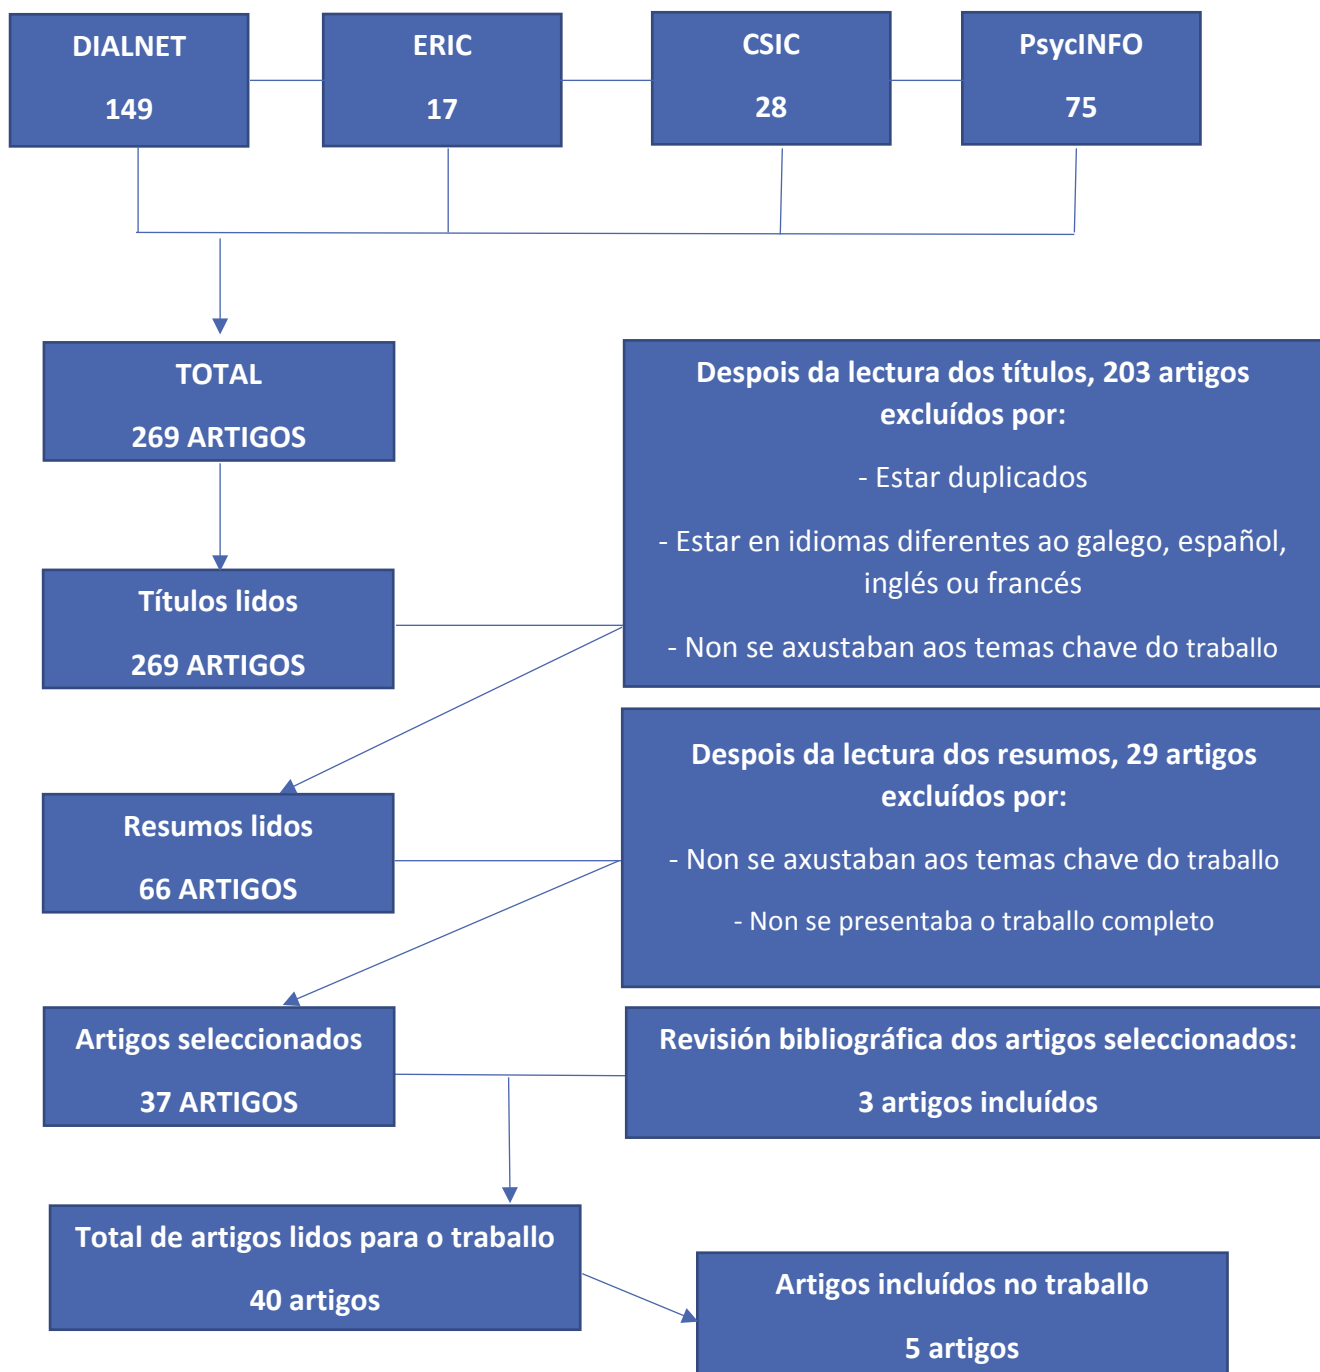 DIALNET
149
ERIC
17
CSIC
28
PsycINFO
75
TOTAL
269 ARTIGOS
Despois da lectura dos títulos, 203 artigos
excluídos por:
- Estar duplicados
- Estar en idiomas diferentes ao galego, español,
inglés ou francés
- Non se axustaban aos temas chave do traballo
Títulos lidos
269 ARTIGOS
Despois da lectura dos resumos, 29 artigos
excluídos por:
- Non se axustaban aos temas chave do traballo
- Non se presentaba o traballo completo
Resumos lidos
66 ARTIGOS
Artigos seleccionados
37 ARTIGOS
Revisión bibliográfica dos artigos seleccionados:
3 artigos incluídos
Total de artigos lidos para o traballo
40 artigos
Artigos incluídos no traballo
5 artigos